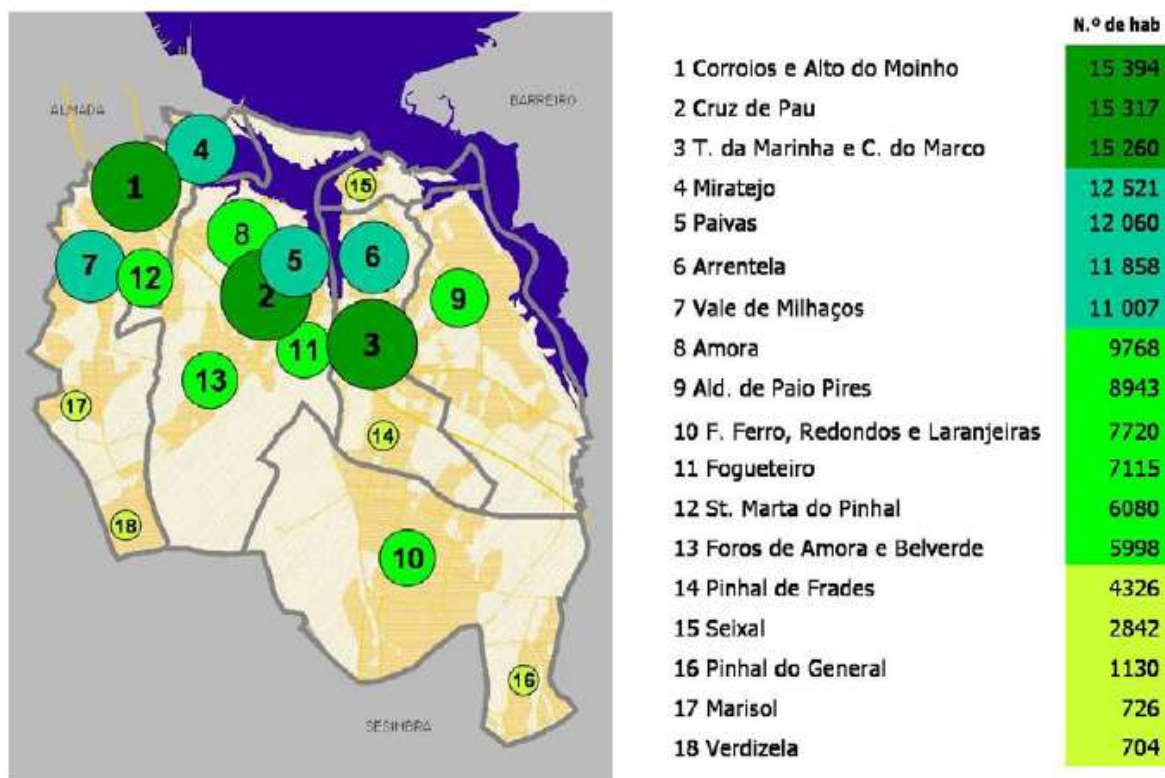 N.º de hab
1 Corroios e Alto do Moinho 15 394
2 Cruz de Pau 15 317
3 T. da Marinha e C. do Marco 15 260
4 Miratejo 12 521
5 Paivas 12 060
6 Arrentela 11 858
7 Vale de Milhaços 11 007
8 Amora 9768
9 Ald. de Paio Pires 8943
10 F. Ferro, Redondos e Laranjeiras 7720
11 Fogueteiro 7115
12 St. Marta do Pinhal 6080
13 Foros de Amora e Belverde 5998
14 Pinhal de Frades 4326
15 Seixal 2842
16 Pinhal do General 1130
17 Marisol 726
18 Verdizela 704
ALMADA
BARREIRO
4
1
15
8
7
12
5
6
2
9
11
3
13
17
14
18
10
16
SESIMBRA